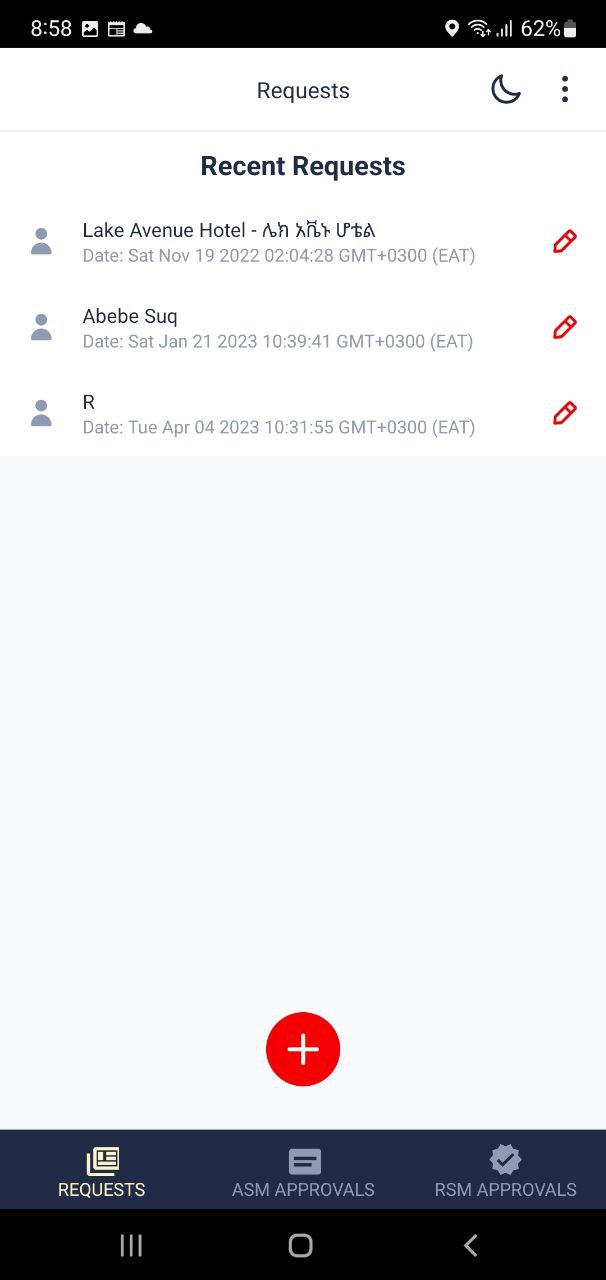 8:58
62%
Requests
Recent Requests
Lake Avenue Hotel - ሌክ አቬኑ ሆቴል
Date: Sat Nov 19 2022 02:04:28 GMT+0300 (EAT)
Abebe Suq
Date: Sat Jan 21 2023 10:39:41 GMT+0300 (EAT)
R
Date: Tue Apr 04 2023 10:31:55 GMT+0300 (EAT)
REQUESTS
ASM APPROVALS
RSM APPROVALS